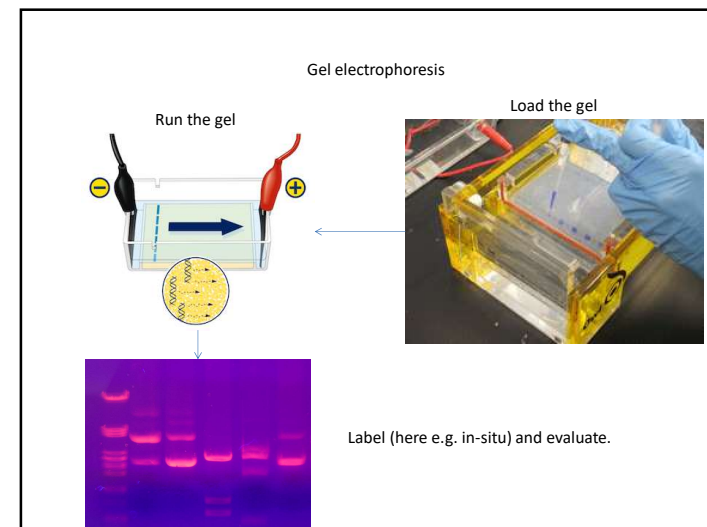 Gel electrophoresis
Load the gel
Run the gel
−
+
Label (here e.g. in-situ) and evaluate.